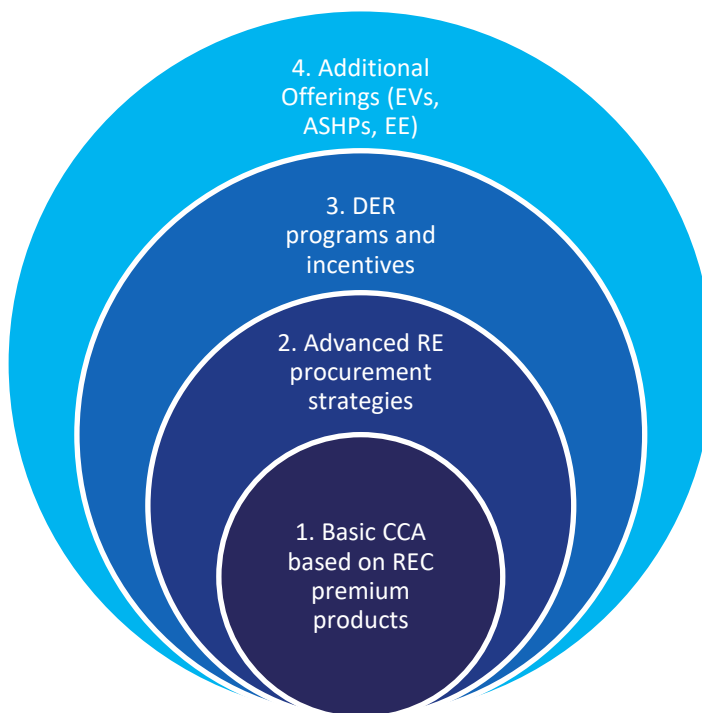 4. Additional
Offerings (EVs,
ASHPs, EE)
3. DER
programs and
incentives
2. Advanced RE
procurement
strategies
1. Basic CCA
based on REC
premium
products